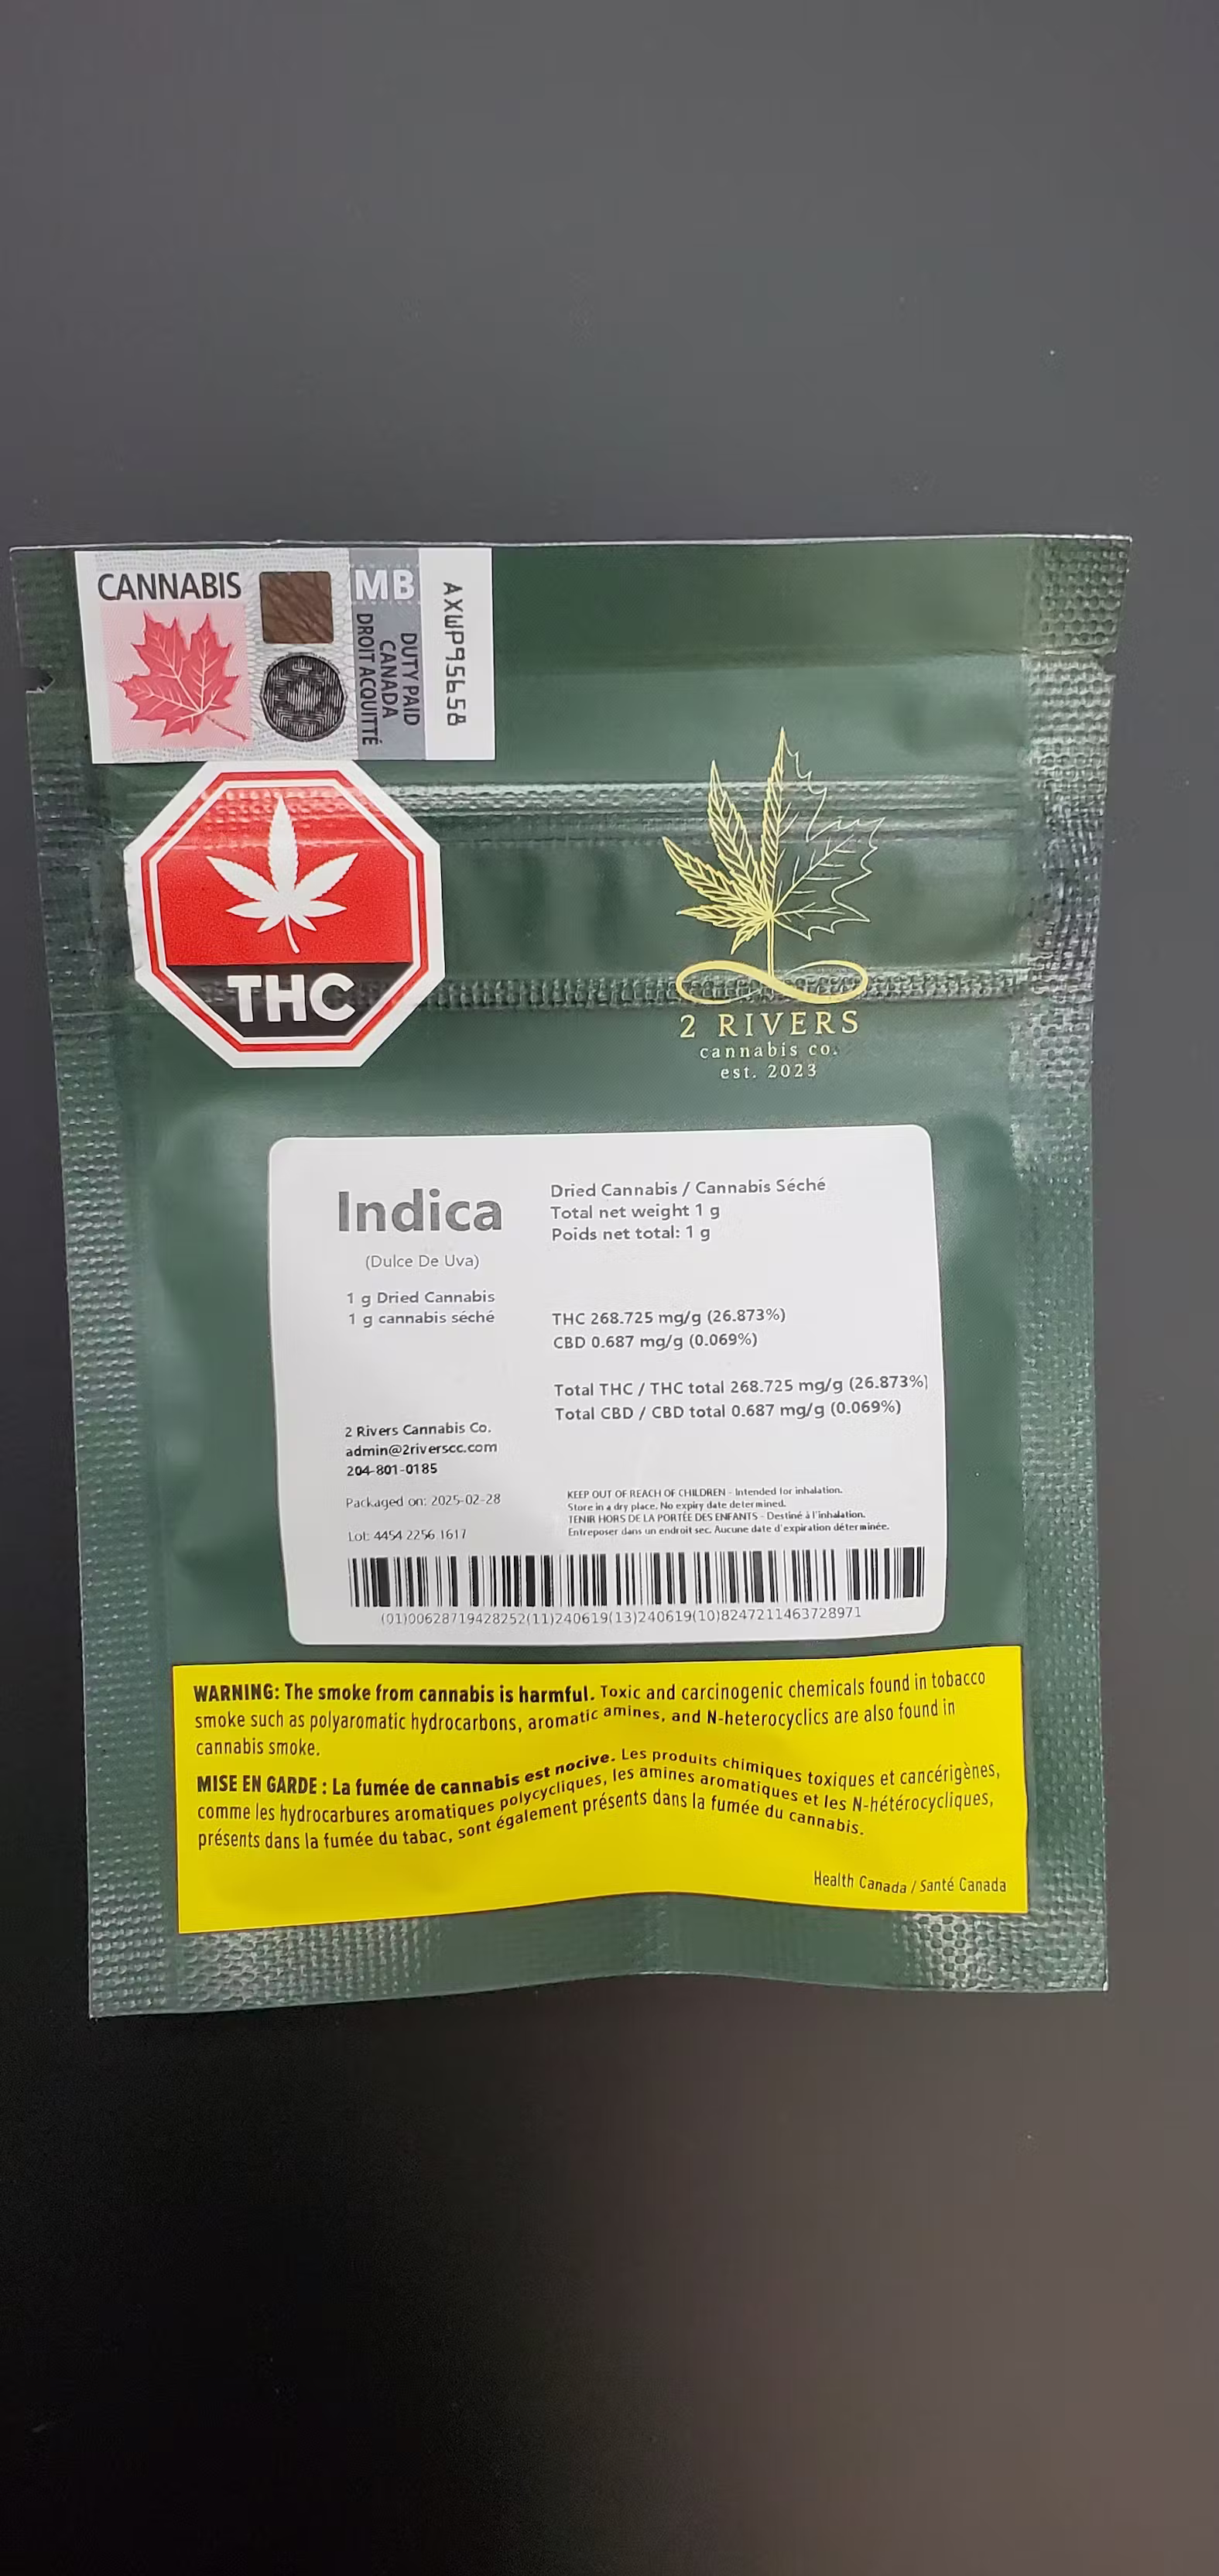 CANNABIS
MB
DUTY PAID
CANADA
DROIT ACQUITTÉ
AXWP95658
THC
2 RIVERS
cannabis co.
est. 2023
Indica
(Dulce De Uva)
1 g Dried Cannabis
1 g cannabis séché
Dried Cannabis / Cannabis Séché
Total net weight 1 g
Poids net total: 1 g
THC 268.725 mg/g (26.873%)
CBD 0.687 mg/g (0.069%)
Total THC / THC total 268.725 mg/g (26.873%)
Total CBD / CBD total 0.687 mg/g (0.069%)
2 Rivers Cannabis Co.
admin@2riverscc.com
204-801-0185
Packaged on: 2025-02-28
Lot: 4454 2256 1617
KEEP OUT OF REACH OF CHILDREN - Intended for inhalation.
Store in a dry place. No expiry date determined.
TENIR HORS DE LA PORTÉE DES ENFANTS - Destiné à l'inhalation.
Entreposer dans un endroit sec. Aucune date d'expiration déterminée.
(01)00628719428252(11)240619(13)240619(10)8247211463728971
WARNING: The smoke from cannabis is harmful. Toxic and carcinogenic chemicals found in tobacco
smoke such as polyaromatic hydrocarbons, aromatic amines, and N-heterocyclics are also found in
cannabis smoke.
MISE EN GARDE : La fumée de cannabis est nocive. Les produits chimiques toxiques et cancérigènes,
comme les hydrocarbures aromatiques polycycliques, les amines aromatiques et les N-hétérocycliques,
présents dans la fumée du tabac, sont également présents dans la fumée du cannabis.
Health Canada / Santé Canada